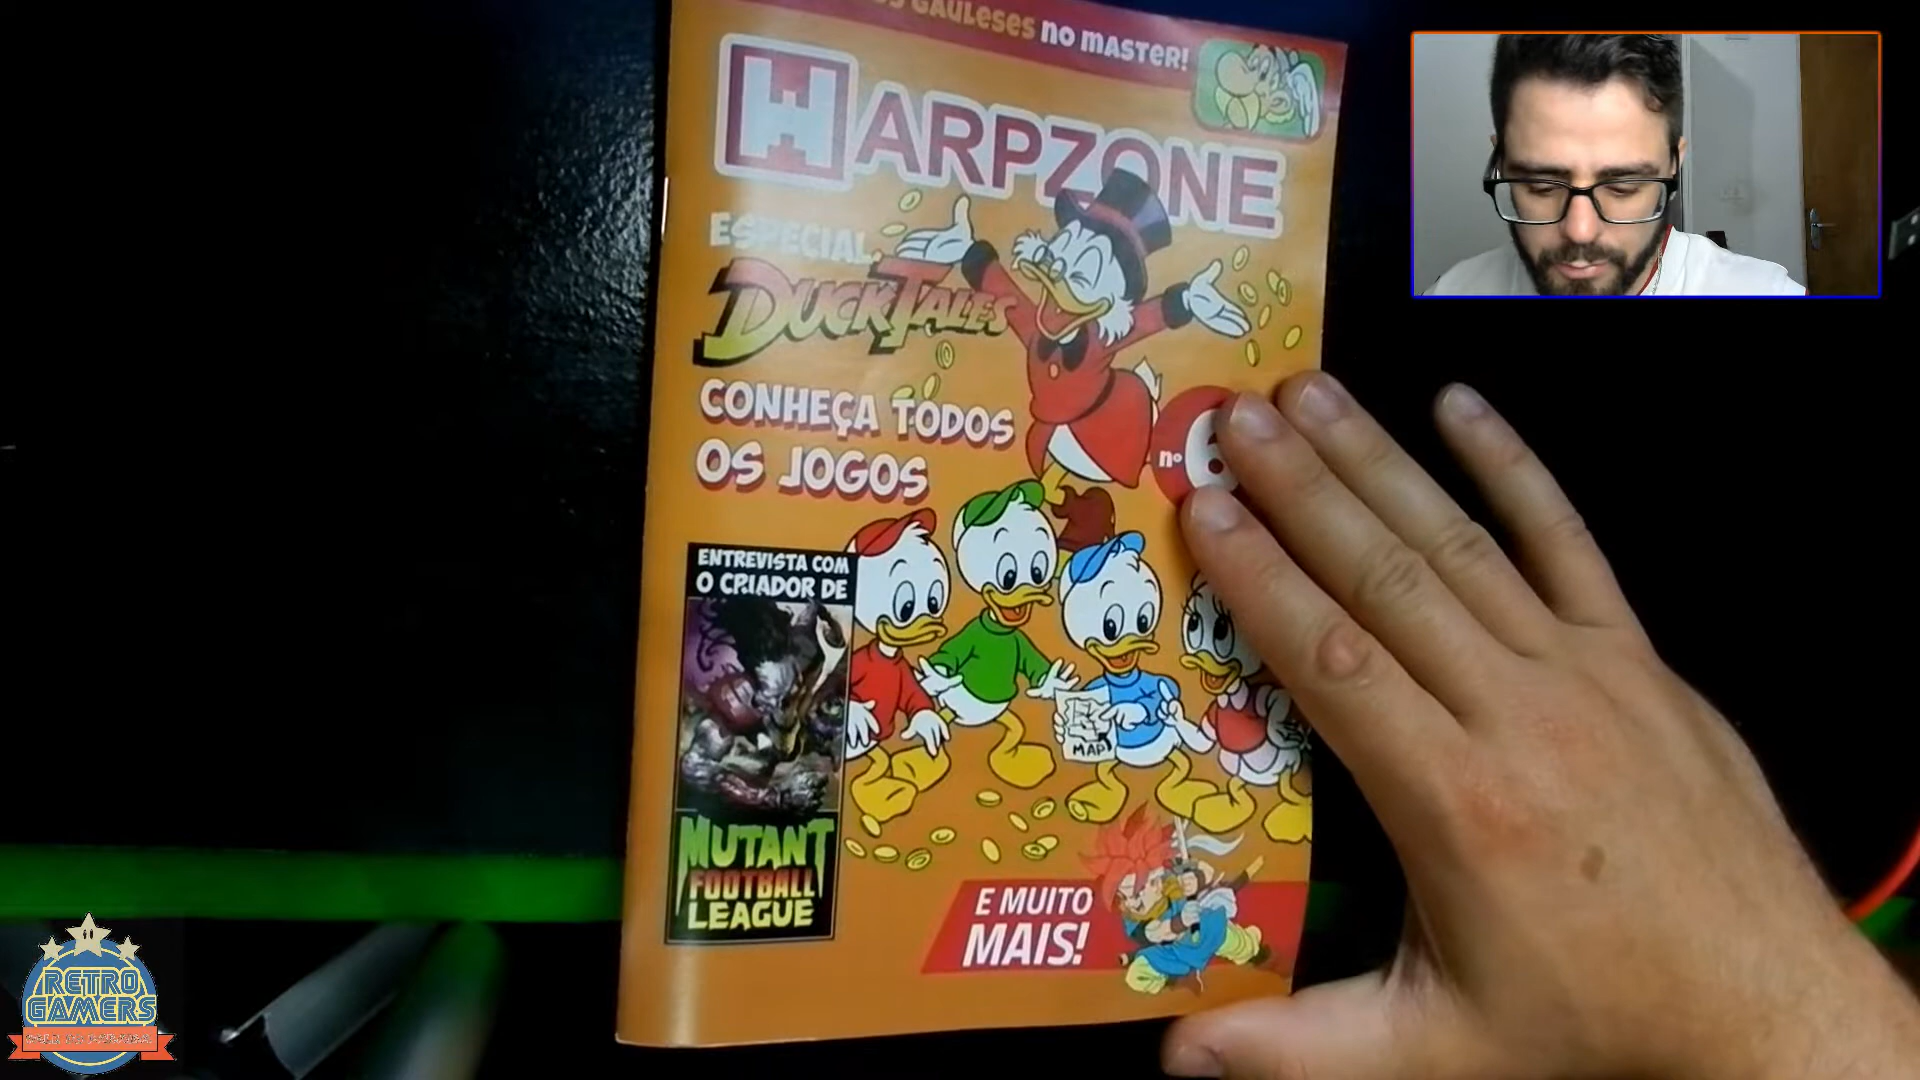 GAULESES NO MASTER!
WARPZONE
ESPECIAL
DUCKTALES
CONHEÇA TODOS
OS JOGOS
nº 6
ENTREVISTA COM
O CRIADOR DE
MUTANT
FOOTBALL
LEAGUE
MAP
E MUITO
MAIS!
RETRO
GAMERS